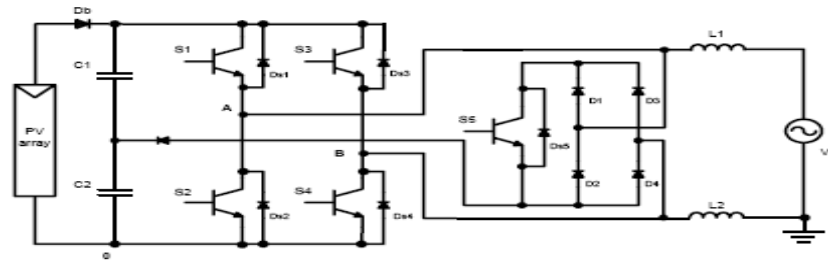 Db
C1
S1
Ds1
S3
Ds3
L1
PV
array
A
S5
Ds5
D1
D3
V
B
C2
S2
Ds2
S4
Ds4
D2
D4
L2
0